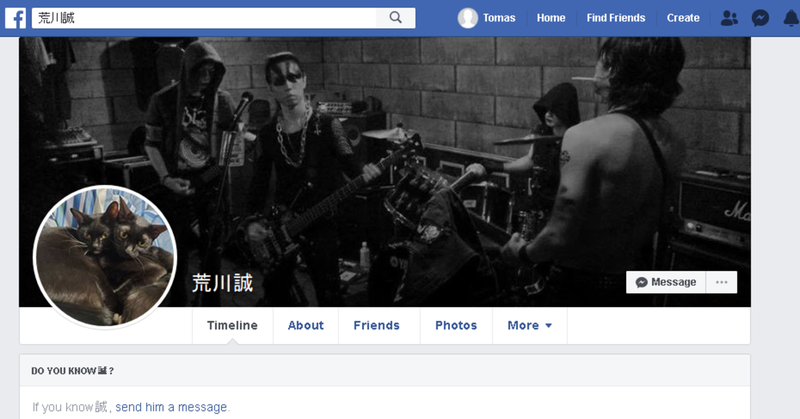 f 荒川誠 Tomas Home Find Friends Create
荒川誠 Message ...
Timeline About Friends Photos More
DO YOU KNOW 誠?
If you know 誠, send him a message.